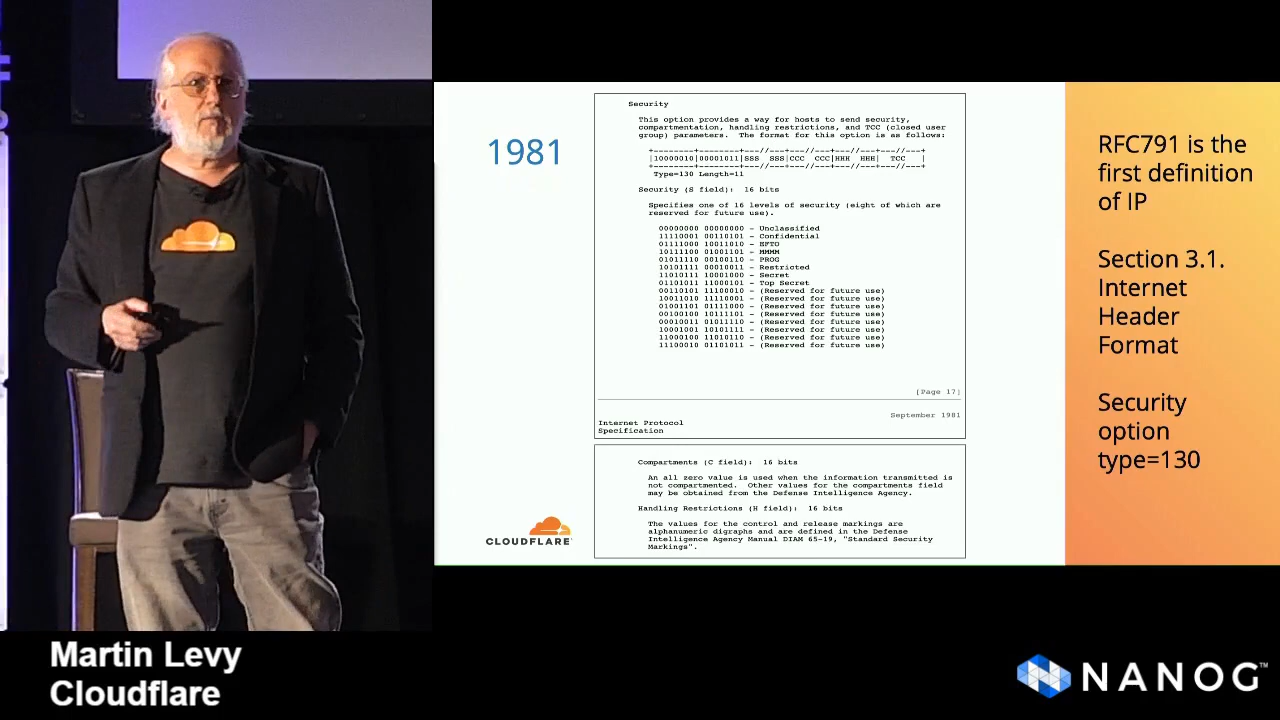 1981
Security
This option provides a way for hosts to send security,
compartmentation, handling restrictions, and TCC (closed user
group) parameters.  The format for this option is as follows:
+--------+--------+---//---+---//---+---//---+---//---+
|10000010|00001011|SSS  SSS|CCC  CCC|HHH  HHH|  TCC   |
+--------+--------+---//---+---//---+---//---+---//---+
Type=130 Length=11
Security (S field):  16 bits
Specifies one of 16 levels of security (eight of which are
reserved for future use).
00000000 00000000 - Unclassified
11110001 00110101 - Confidential
01111000 10011010 - EFTO
10111100 01001101 - MMMM
01011110 00100110 - PROG
10101111 00010011 - Restricted
11010111 10001000 - Secret
01101011 11000101 - Top Secret
00110101 11100010 - (Reserved for future use)
10011010 11110001 - (Reserved for future use)
01001101 01111000 - (Reserved for future use)
00100100 10111101 - (Reserved for future use)
00010011 01011110 - (Reserved for future use)
10001001 10101111 - (Reserved for future use)
11000100 11010110 - (Reserved for future use)
11100010 01101011 - (Reserved for future use)
[Page 17]
September 1981
Internet Protocol
Specification
Compartments (C field):  16 bits
An all zero value is used when the information transmitted is
not compartmented.  Other values for the compartments field
may be obtained from the Defense Intelligence Agency.
Handling Restrictions (H field):  16 bits
The values for the control and release markings are
alphanumeric digraphs and are defined in the Defense
Intelligence Agency Manual DIAM 65-19, "Standard Security
Markings".
CLOUDFLARE
RFC791 is the
first definition
of IP
Section 3.1.
Internet
Header
Format
Security
option
type=130
Martin Levy
Cloudflare
NANOG™